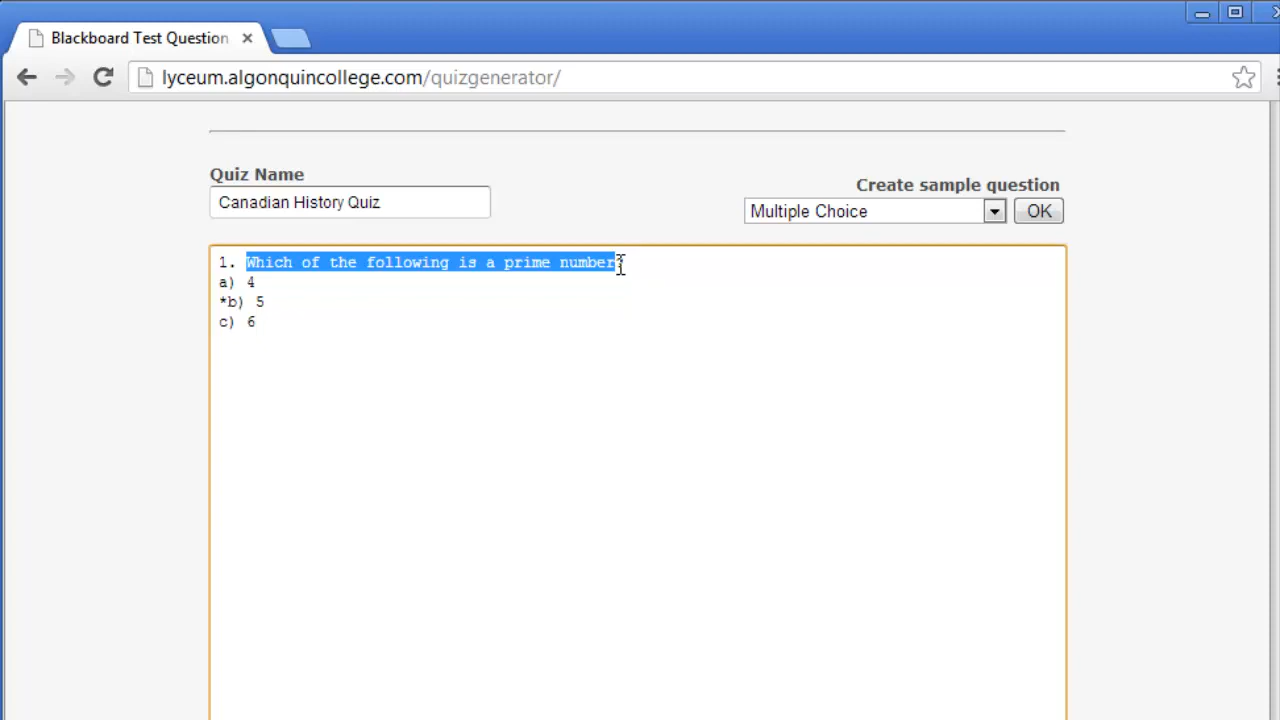 Blackboard Test Question
lyceum.algonquincollege.com/quizgenerator/
Quiz Name
Canadian History Quiz
Create sample question
Multiple Choice
OK
1. Which of the following is a prime number?
a) 4
*b) 5
c) 6